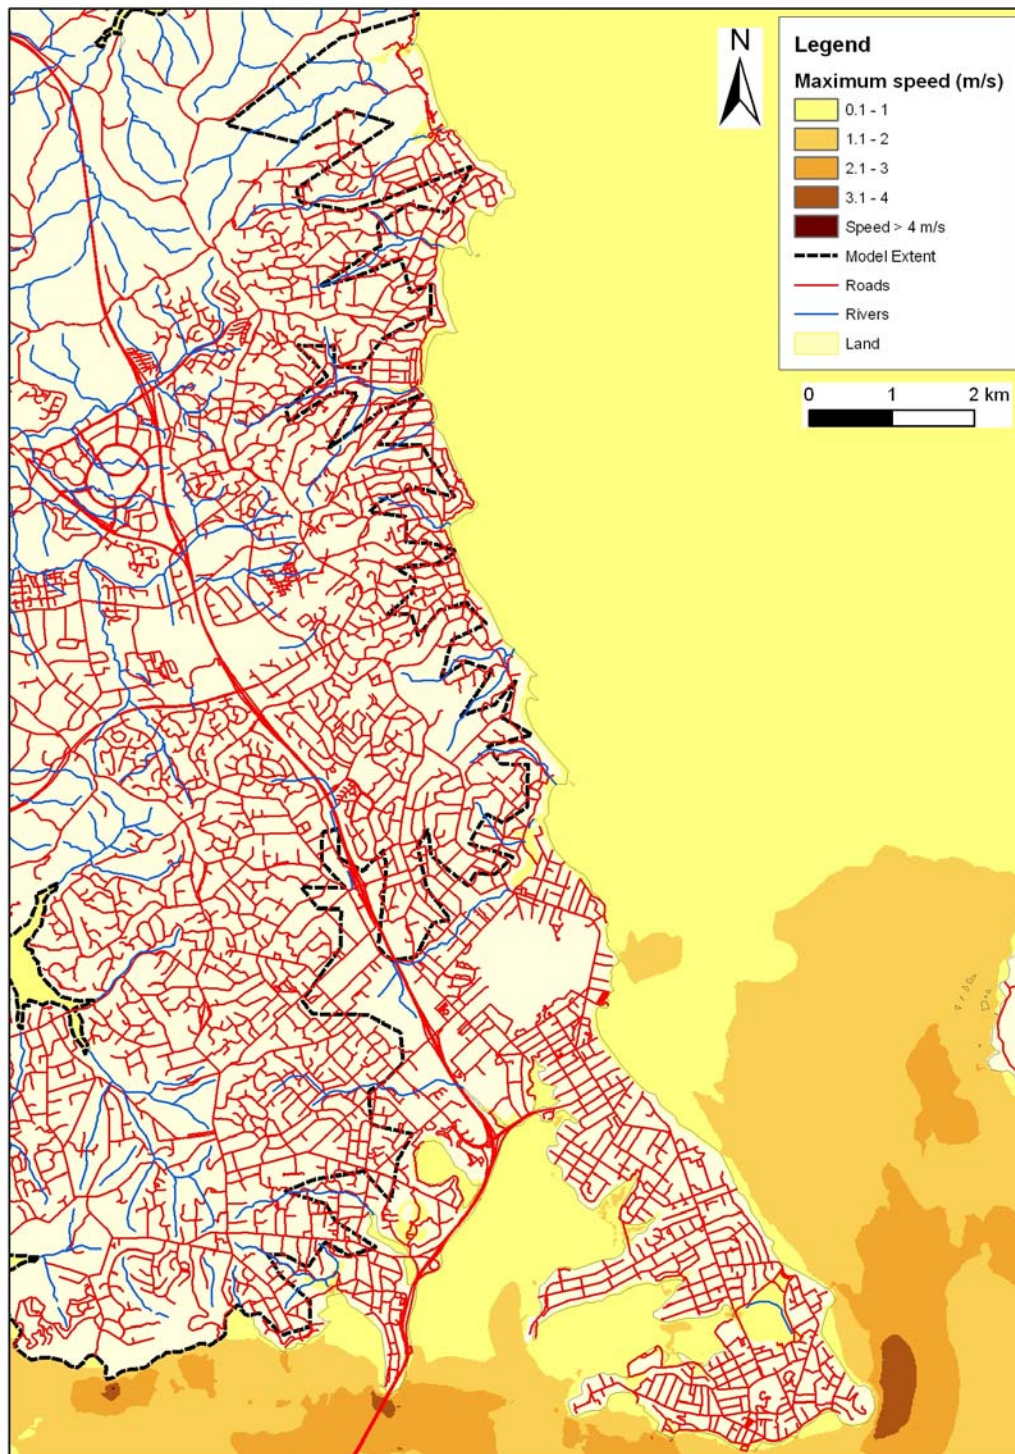 N
Legend
Maximum speed (m/s)
0.1 - 1
1.1 - 2
2.1 - 3
3.1 - 4
Speed > 4 m/s
Model Extent
Roads
Rivers
Land
0 1 2 km